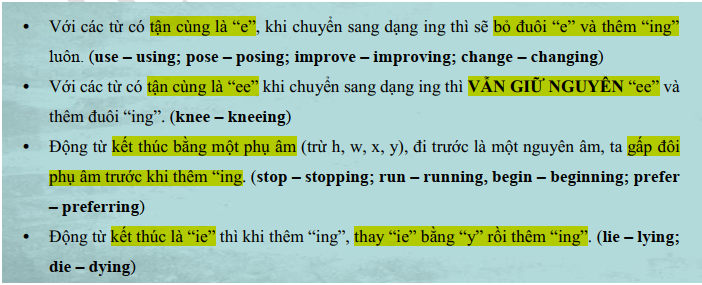 • Với các từ có tận cùng là “e”, khi chuyển sang dạng ing thì sẽ bỏ đuôi “e” và thêm “ing”
luôn. (use – using; pose – posing; improve – improving; change – changing)
• Với các từ có tận cùng là “ee” khi chuyển sang dạng ing thì VẪN GIỮ NGUYÊN “ee” và
thêm đuôi “ing”. (knee – kneeing)
• Động từ kết thúc bằng một phụ âm (trừ h, w, x, y), đi trước là một nguyên âm, ta gấp đôi
phụ âm trước khi thêm “ing. (stop – stopping; run – running, begin – beginning; prefer
– preferring)
• Động từ kết thúc là “ie” thì khi thêm “ing”, thay “ie” bằng “y” rồi thêm “ing”. (lie – lying;
die – dying)